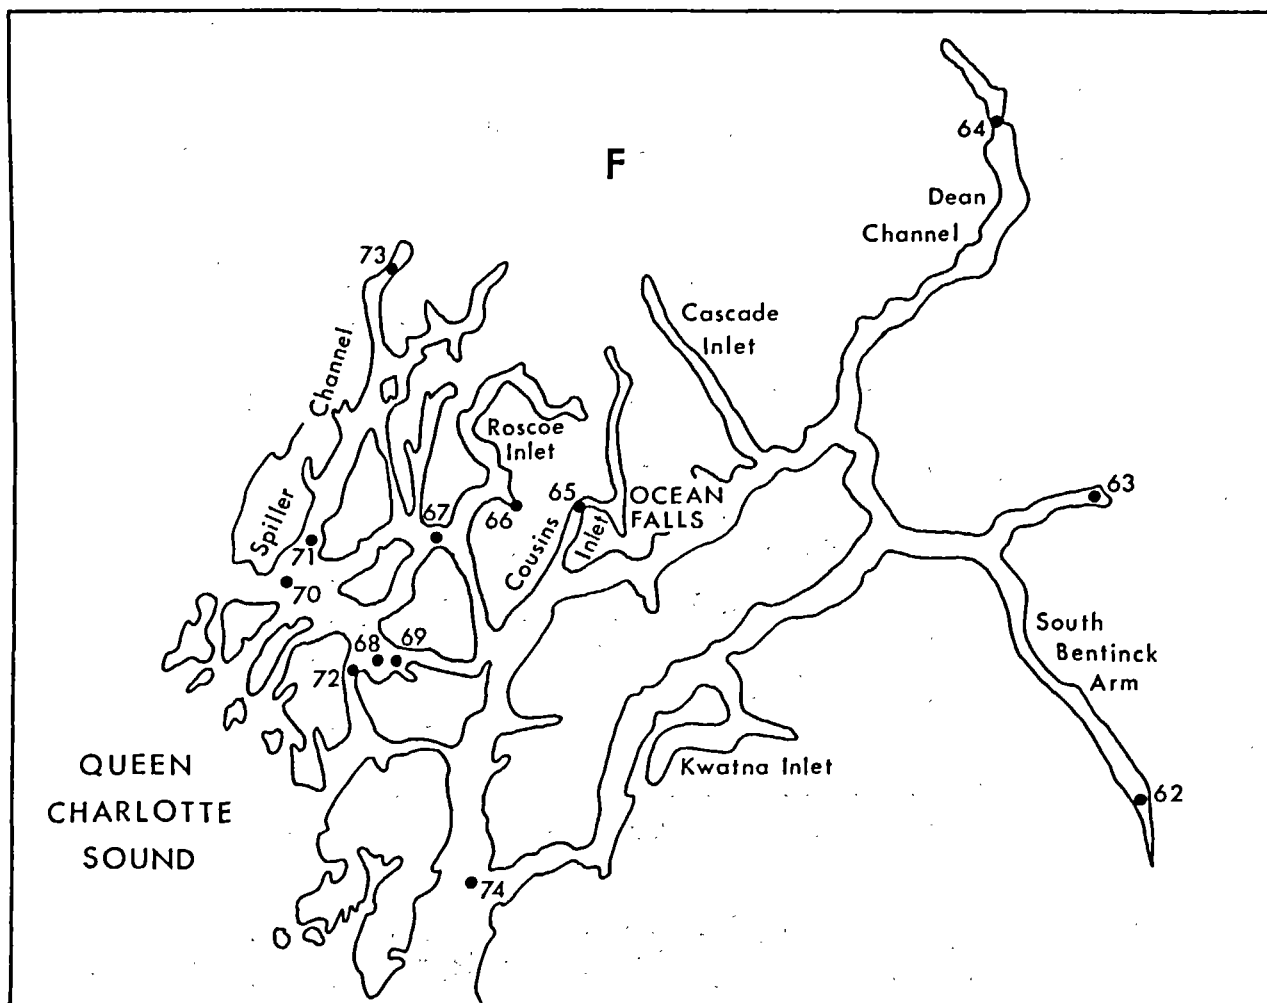 64
F
Dean
Channel
73
Cascade
Inlet
Channel
Roscoe
Inlet
65
OCEAN
FALLS
63
67
66
Spiller
71
Cousins
Inlet
70
68
69
72
South
Bentinck
Arm
QUEEN
CHARLOTTE
SOUND
Kwatna Inlet
62
74